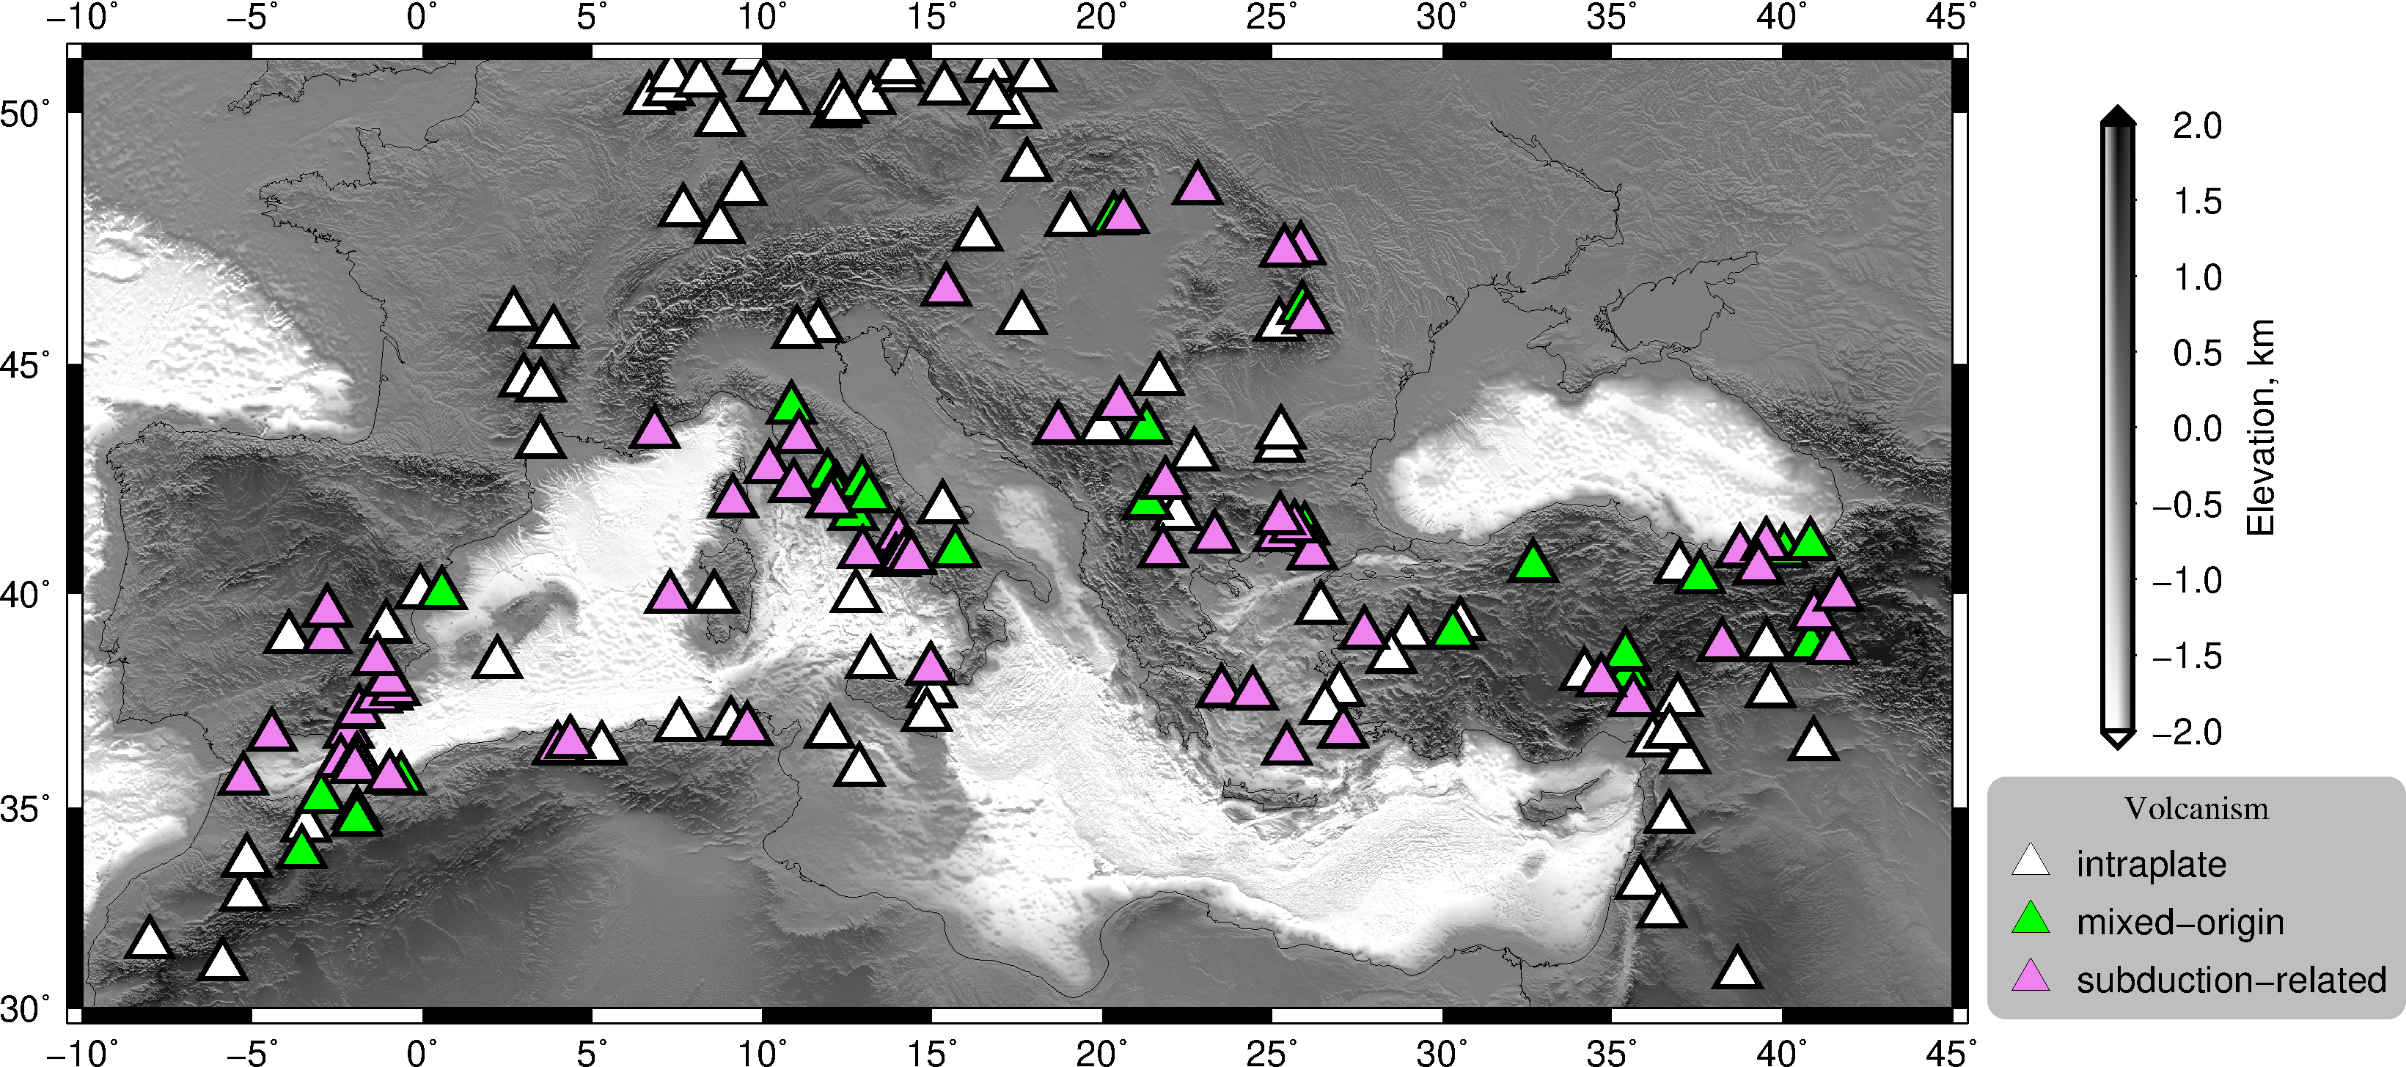 −10˚ −5˚ 0˚ 5˚ 10˚ 15˚ 20˚ 25˚ 30˚ 35˚ 40˚ 45˚
50˚
45˚
40˚
35˚
30˚
−10˚ −5˚ 0˚ 5˚ 10˚ 15˚ 20˚ 25˚ 30˚ 35˚ 40˚ 45˚
2.0
1.5
1.0
0.5
0.0
−0.5
−1.0
−1.5
−2.0
Elevation, km
Volcanism
intraplate
mixed−origin
subduction−related